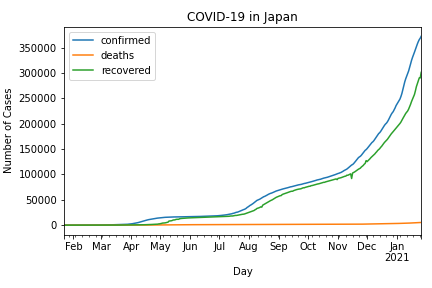 COVID-19 in Japan
confirmed
deaths
recovered
Number of Cases
350000
300000
250000
200000
150000
100000
50000
0
Feb Mar Apr May Jun Jul Aug Sep Oct Nov Dec Jan
2021
Day